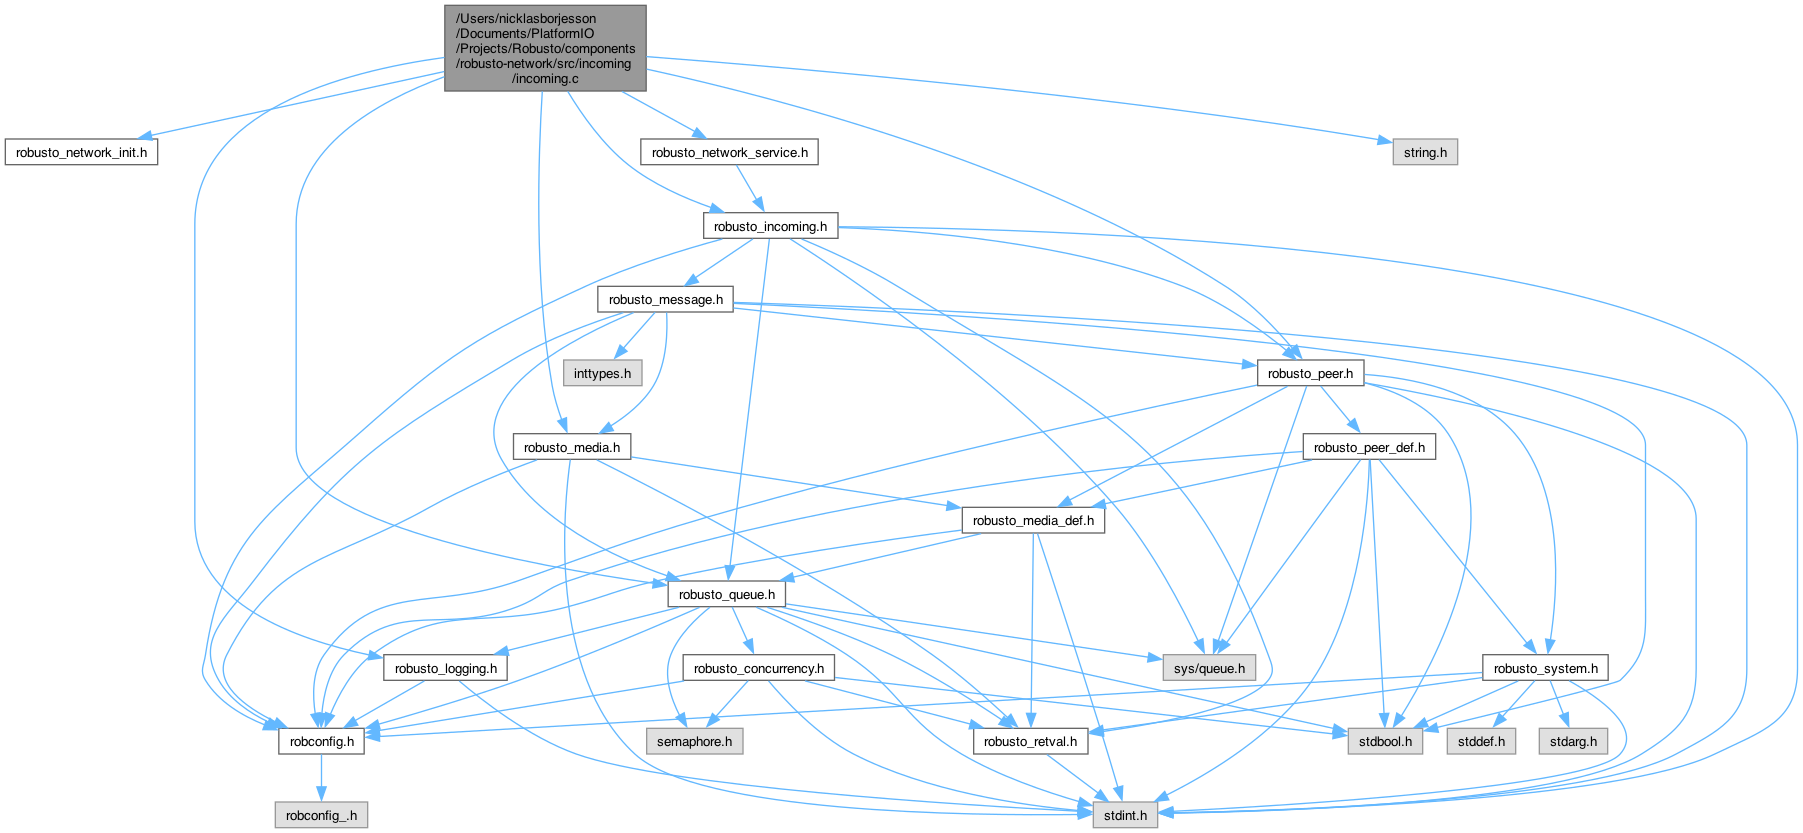 /Users/nicklasborjesson
/Documents/PlatformIO
/Projects/Robusto/components
/robusto-network/src/incoming
/incoming.c
robusto_network_init.h
robusto_network_service.h
string.h
robusto_incoming.h
robusto_message.h
inttypes.h
robusto_peer.h
robusto_media.h
robusto_peer_def.h
robusto_media_def.h
robusto_queue.h
robusto_logging.h
robusto_concurrency.h
sys/queue.h
robusto_system.h
robconfig.h
semaphore.h
robusto_retval.h
stdbool.h
stddef.h
stdarg.h
robconfig_.h
stdint.h